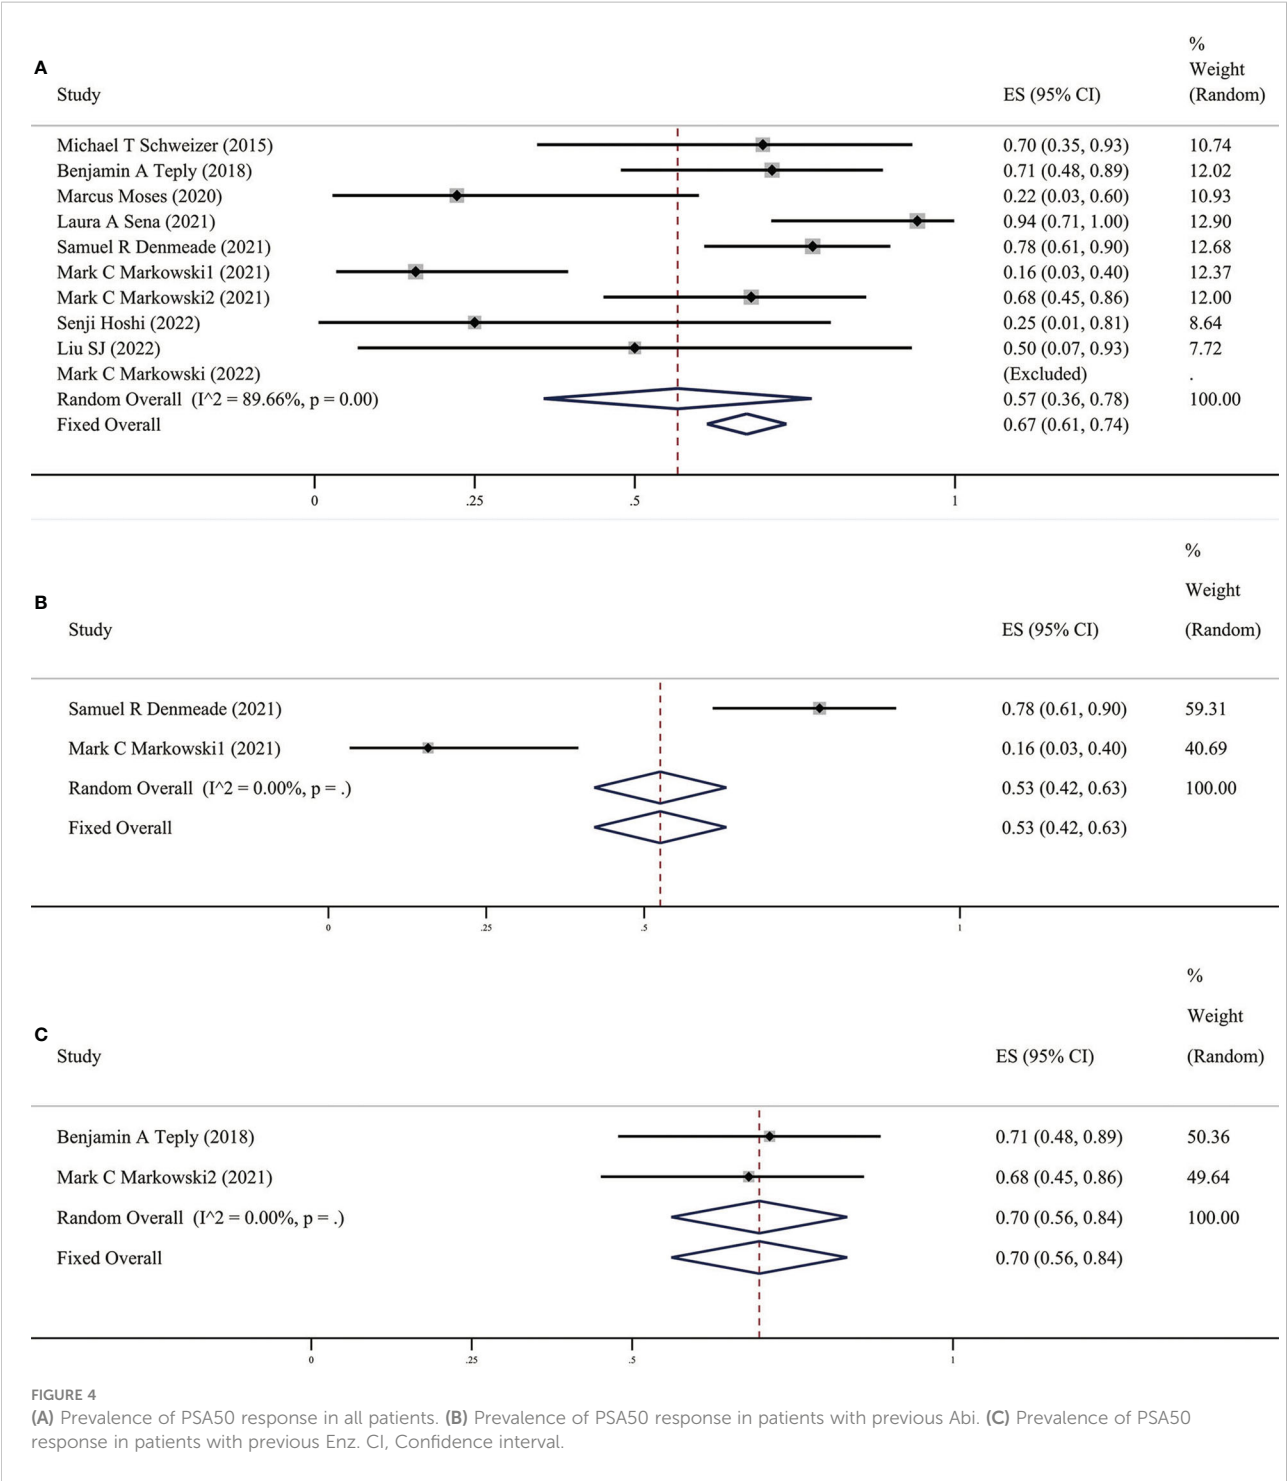 A
%
Weight
Study ES (95% CI) (Random)
Michael T Schweizer (2015) 0.70 (0.35, 0.93) 10.74
Benjamin A Teply (2018) 0.71 (0.48, 0.89) 12.02
Marcus Moses (2020) 0.22 (0.03, 0.60) 10.93
Laura A Sena (2021) 0.94 (0.71, 1.00) 12.90
Samuel R Denmeade (2021) 0.78 (0.61, 0.90) 12.68
Mark C Markowski1 (2021) 0.16 (0.03, 0.40) 12.37
Mark C Markowski2 (2021) 0.68 (0.45, 0.86) 12.00
Senji Hoshi (2022) 0.25 (0.01, 0.81) 8.64
Liu SJ (2022) 0.50 (0.07, 0.93) 7.72
Mark C Markowski (2022) (Excluded) .
Random Overall (I^2 = 89.66%, p = 0.00) 0.57 (0.36, 0.78) 100.00
Fixed Overall 0.67 (0.61, 0.74)
0 .25 .5 1
B
%
Weight
Study ES (95% CI) (Random)
Samuel R Denmeade (2021) 0.78 (0.61, 0.90) 59.31
Mark C Markowski1 (2021) 0.16 (0.03, 0.40) 40.69
Random Overall (I^2 = 0.00%, p = .) 0.53 (0.42, 0.63) 100.00
Fixed Overall 0.53 (0.42, 0.63)
0 .25 .5 1
C
%
Weight
Study ES (95% CI) (Random)
Benjamin A Teply (2018) 0.71 (0.48, 0.89) 50.36
Mark C Markowski2 (2021) 0.68 (0.45, 0.86) 49.64
Random Overall (I^2 = 0.00%, p = .) 0.70 (0.56, 0.84) 100.00
Fixed Overall 0.70 (0.56, 0.84)
0 .25 .5 1
FIGURE 4
(A) Prevalence of PSA50 response in all patients. (B) Prevalence of PSA50 response in patients with previous Abi. (C) Prevalence of PSA50
response in patients with previous Enz. CI, Confidence interval.